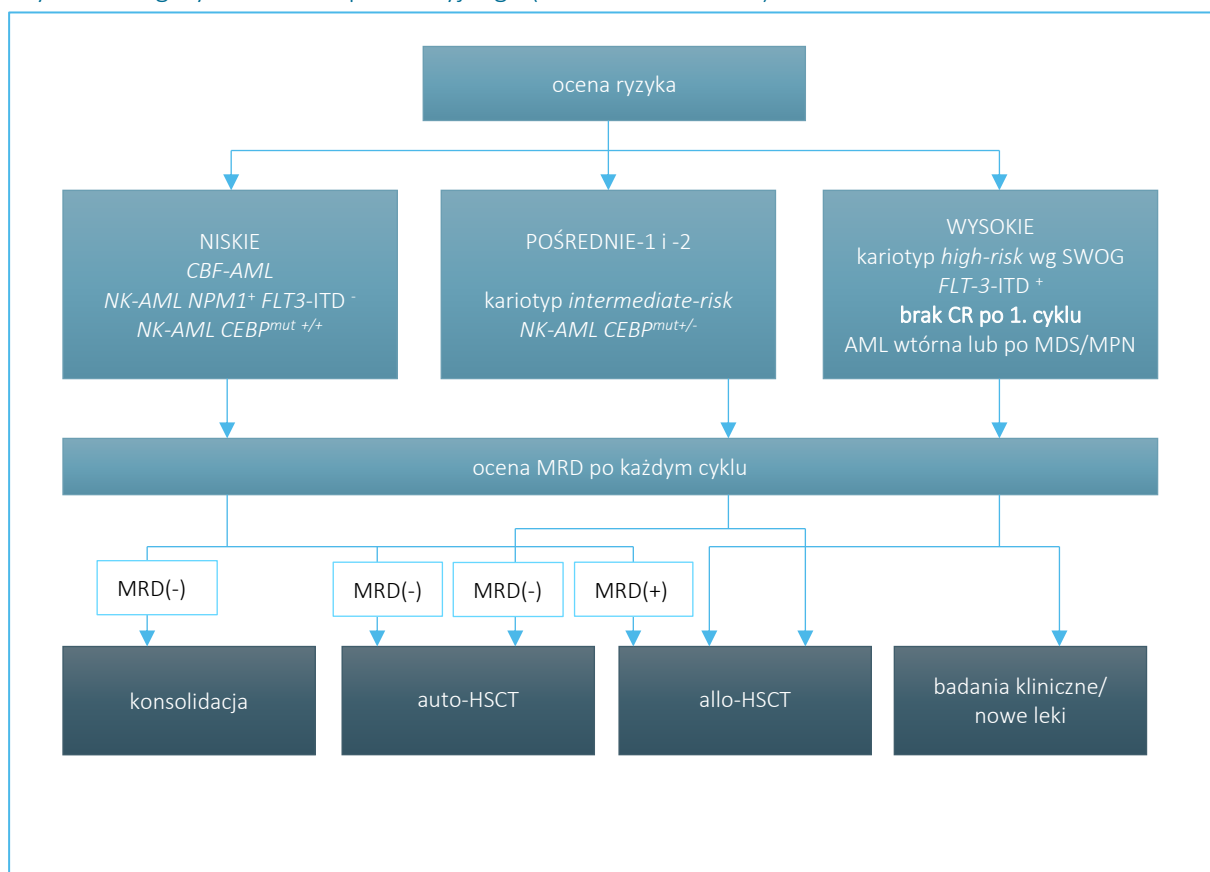 ocena ryzyka
NISKIE
CBF-AML
NK-AML NPM1⁺ FLT3-ITD ⁻
NK-AML CEBPᵐᵘᵗ ⁺/⁺
POŚREDNIE-1 i -2
kariotyp intermediate-risk
NK-AML CEBPᵐᵘᵗ⁺/⁻
WYSOKIE
kariotyp high-risk wg SWOG
FLT-3-ITD ⁺
brak CR po 1. cyklu
AML wtórna lub po MDS/MPN
ocena MRD po każdym cyklu
MRD(-)
MRD(-)
MRD(-)
MRD(+)
konsolidacja
auto-HSCT
allo-HSCT
badania kliniczne/
nowe leki